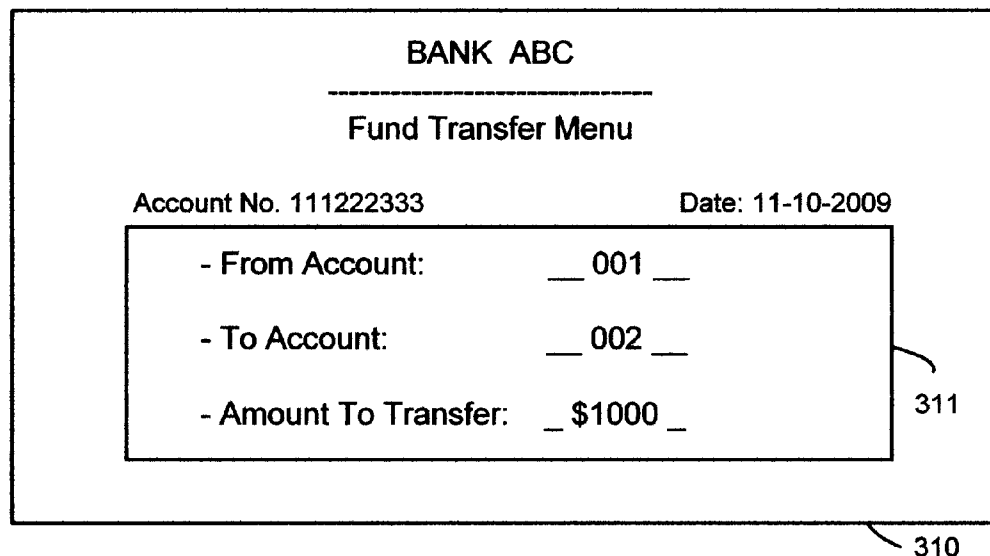 BANK ABC
-------------------------------
Fund Transfer Menu
Account No. 111222333 Date: 11-10-2009
- From Account: __ 001 __
- To Account: __ 002 __
- Amount To Transfer: _ $1000 _
311
310